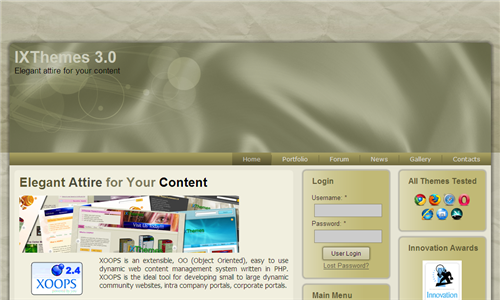 IXThemes 3.0
Elegant attire for your content
Home
Portfolio
Forum
News
Gallery
Contacts
Elegant Attire for Your Content
2.4
XOOPS
XOOPS is an extensible, OO (Object Oriented), easy to use
dynamic web content management system written in PHP.
XOOPS is the ideal tool for developing small to large dynamic
community websites, intra company portals, corporate portals.
Login
Username: *
Password: *
User Login
Lost Password?
Main Menu
All Themes Tested
Innovation Awards
Innovation